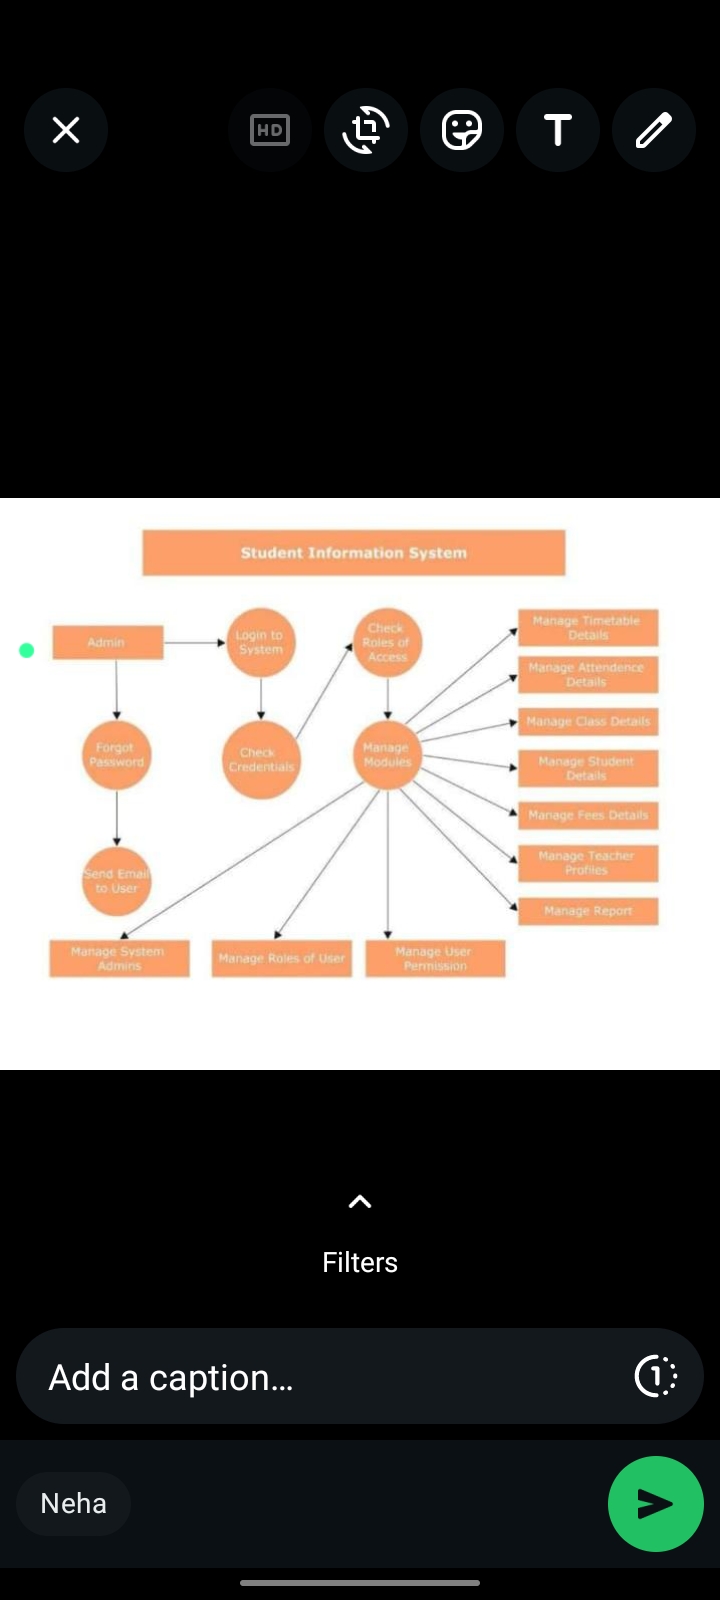 HD
T
Student Information System
Admin
Login to
System
Check
Roles of
Access
Manage Timetable
Details
Manage Attendence
Details
Forgot
Password
Check
Credentials
Manage
Modules
Manage Class Details
Manage Student
Details
Manage Fees Details
Send Email
to User
Manage Teacher
Profiles
Manage Report
Manage System
Admins
Manage Roles of User
Manage User
Permission
Filters
Add a caption...
1
Neha